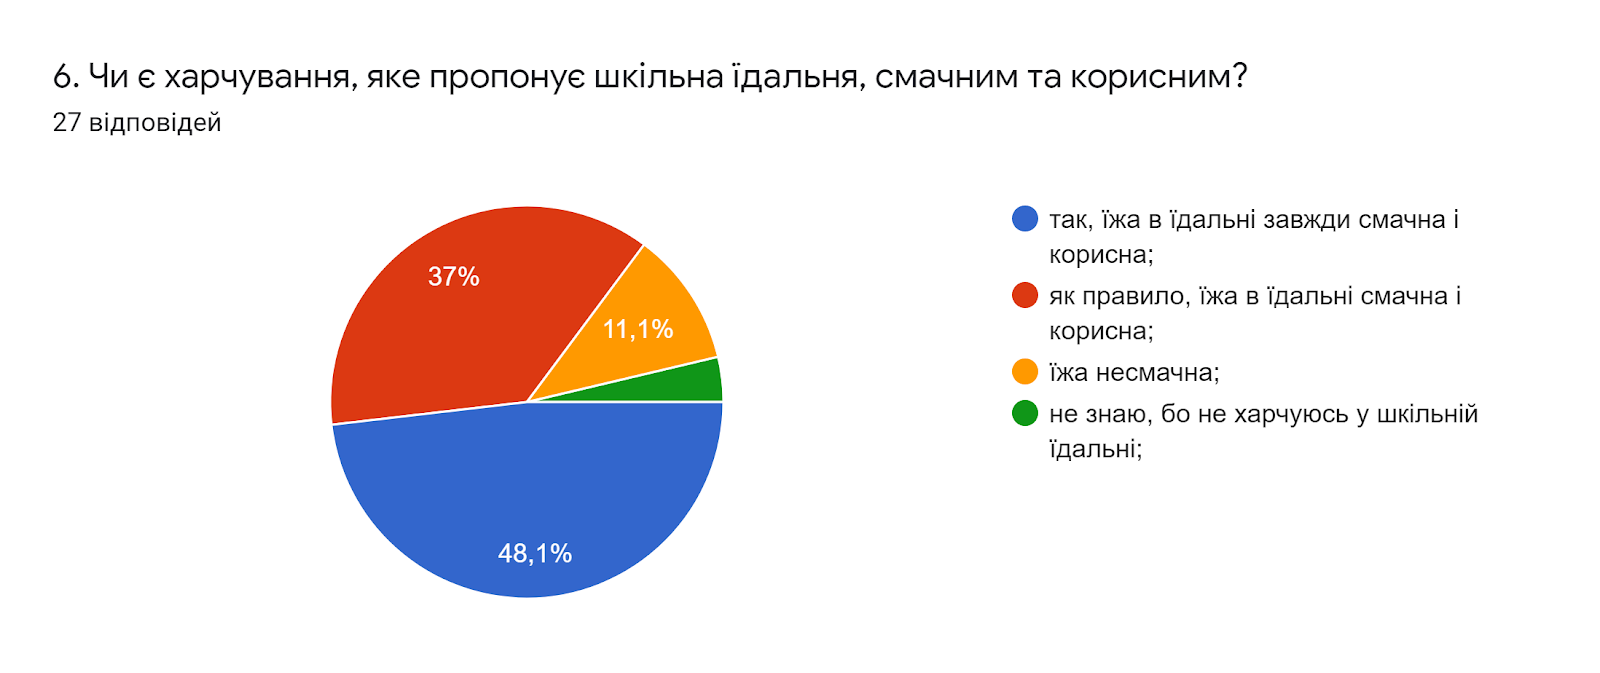 6. Чи є харчування, яке пропонує шкільна їдальня, смачним та корисним?
27 відповідей
37%
11,1%
48,1%
так, їжа в їдальні завжди смачна і
корисна;
як правило, їжа в їдальні смачна і
корисна;
їжа несмачна;
не знаю, бо не харчуюсь у шкільній
їдальні;